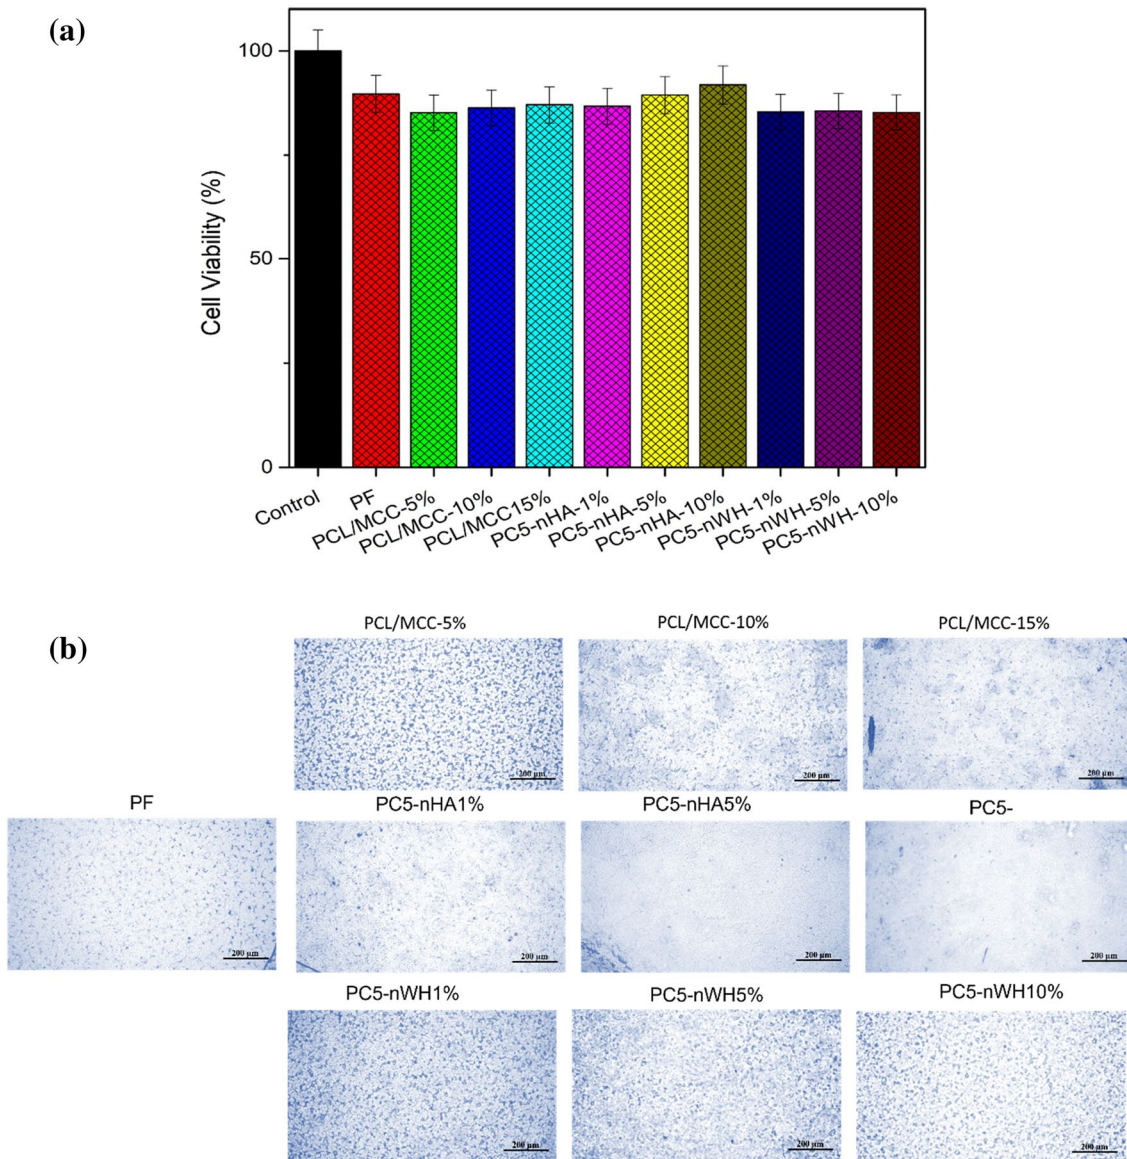 (a)
100
50
0
Cell Viability (%)
Control
PF
PCL/MCC-5%
PCL/MCC-10%
PCL/MCC15%
PC5-nHA-1%
PC5-nHA-5%
PC5-nHA-10%
PC5-nWH-1%
PC5-nWH-5%
PC5-nWH-10%
(b)
PCL/MCC-5%
PCL/MCC-10%
PCL/MCC-15%
200 µm
200 µm
200 µm
PF
PC5-nHA1%
PC5-nHA5%
PC5-
200 µm
200 µm
200 µm
200 µm
PC5-nWH1%
PC5-nWH5%
PC5-nWH10%
200 µm
200 µm
200 µm